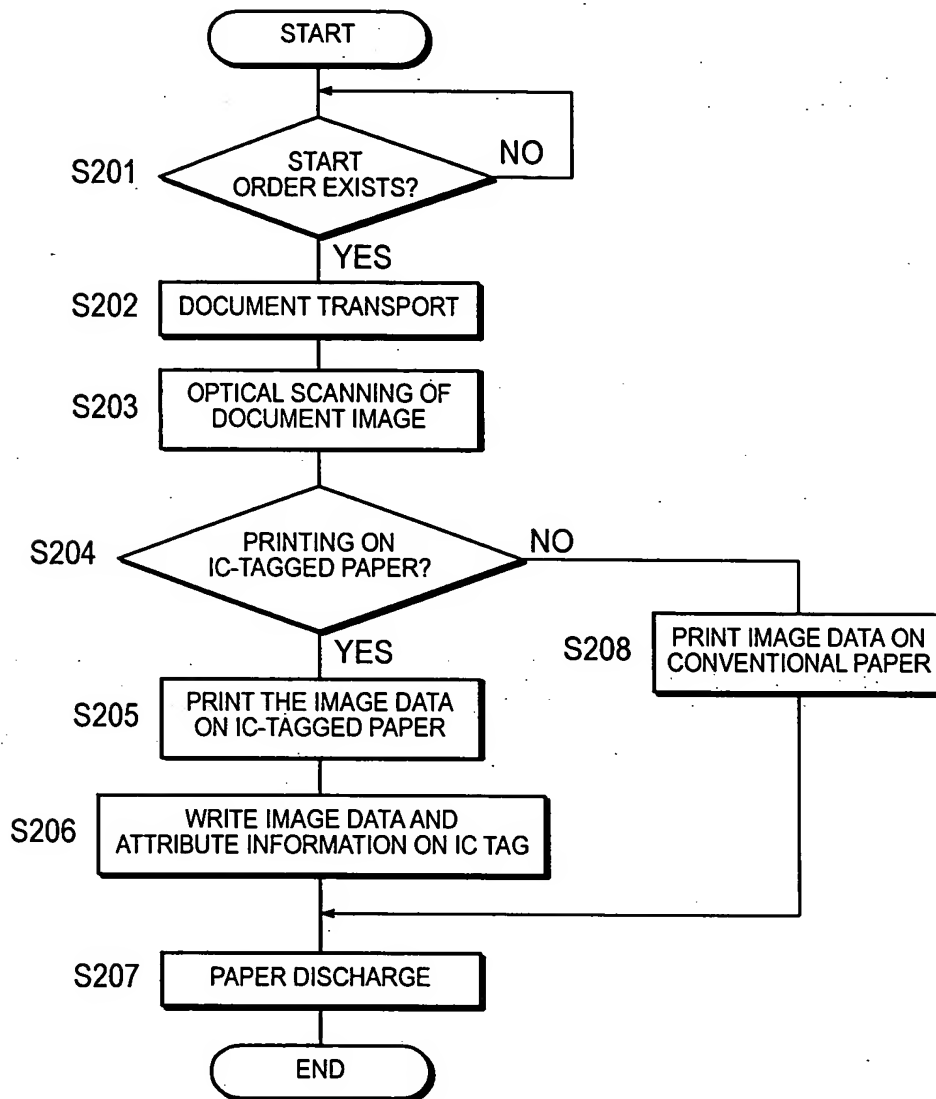 START
S201
START
ORDER EXISTS?
NO
YES
S202
DOCUMENT TRANSPORT
S203
OPTICAL SCANNING OF
DOCUMENT IMAGE
S204
PRINTING ON
IC-TAGGED PAPER?
NO
YES
S208
PRINT IMAGE DATA ON
CONVENTIONAL PAPER
S205
PRINT THE IMAGE DATA
ON IC-TAGGED PAPER
S206
WRITE IMAGE DATA AND
ATTRIBUTE INFORMATION ON IC TAG
S207
PAPER DISCHARGE
END